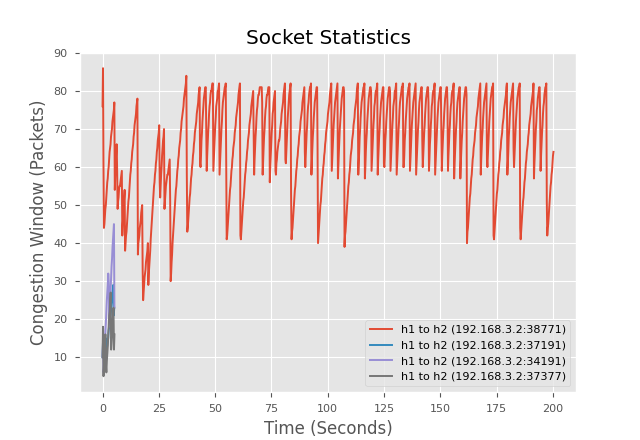 Socket Statistics
Congestion Window (Packets)
90
80
70
60
50
40
30
20
10
h1 to h2 (192.168.3.2:38771)
h1 to h2 (192.168.3.2:37191)
h1 to h2 (192.168.3.2:34191)
h1 to h2 (192.168.3.2:37377)
0 25 50 75 100 125 150 175 200
Time (Seconds)